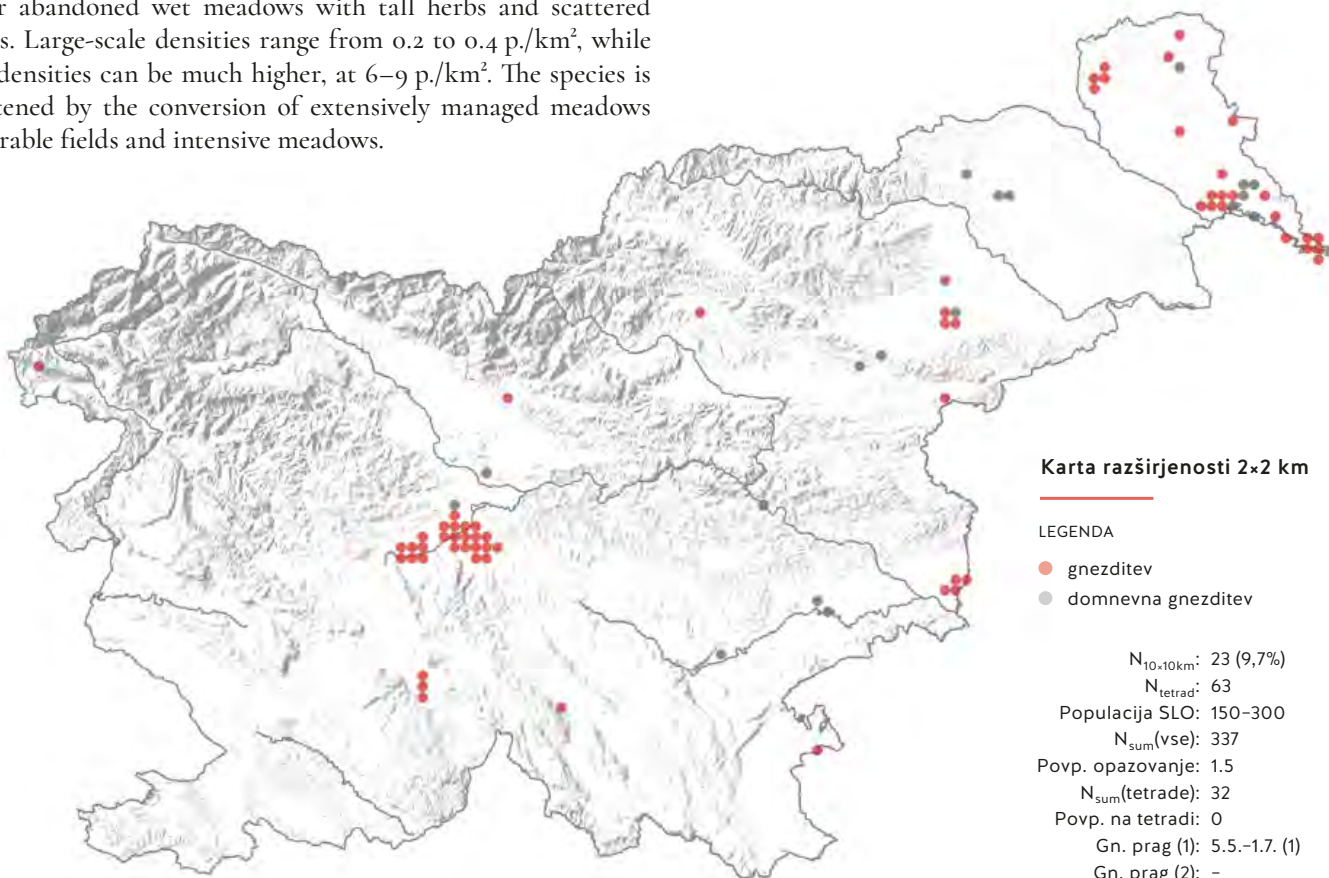 abandoned wet meadows with tall herbs and scattered
Large-scale densities range from 0.2 to 0.4 p./km², while
densities can be much higher, at 6–9 p./km². The species is
by the conversion of extensively managed meadows
fields and intensive meadows.
Karta razširjenosti 2×2 km
LEGENDA
gnezditev
domnevna gnezditev
N10×10km: 23 (9,7%)
Ntetrad: 63
Populacija SLO: 150–300
Nsum(vse): 337
Povp. opazovanje: 1.5
Nsum(tetrade): 32
Povp. na tetradi: 0
Gn. prag (1): 5.5.–1.7. (1)
Gn. prag (2): –